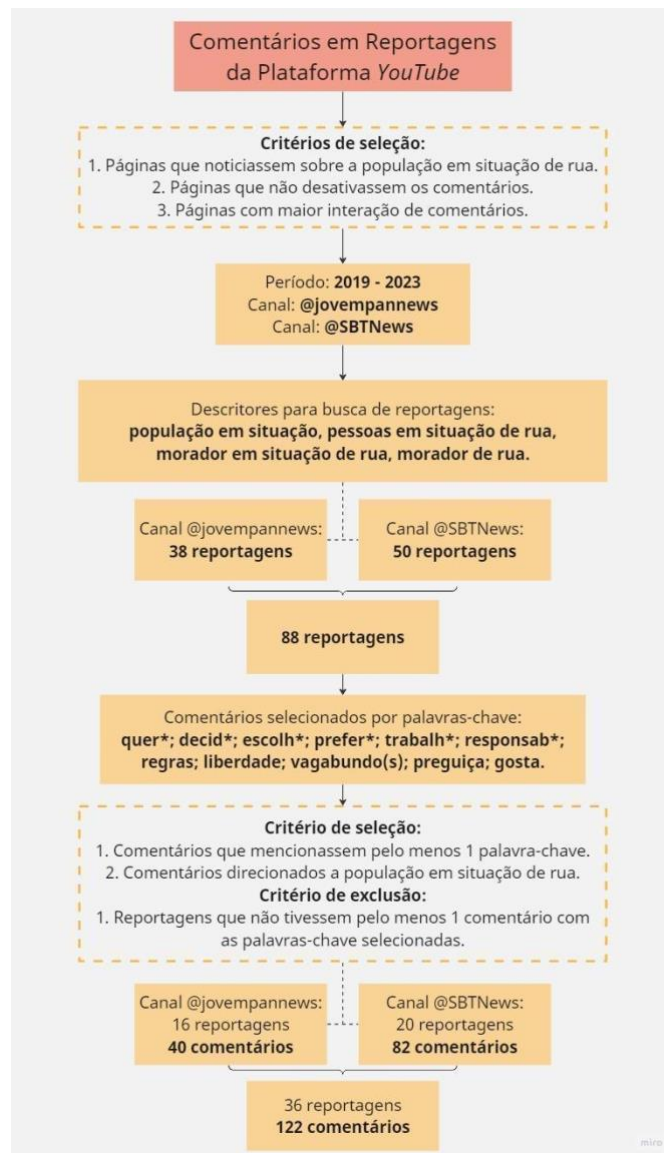 Comentários em Reportagens
da Plataforma YouTube
Critérios de seleção:
1. Páginas que noticiassem sobre a população em situação de rua.
2. Páginas que não desativassem os comentários.
3. Páginas com maior interação de comentários.
Período: 2019 - 2023
Canal: @jovempannews
Canal: @SBTNews
Descritores para busca de reportagens:
população em situação, pessoas em situação de rua,
morador em situação de rua, morador de rua.
Canal @jovempannews:
38 reportagens
Canal @SBTNews:
50 reportagens
88 reportagens
Comentários selecionados por palavras-chave:
quer*; decid*; escolh*; prefer*; trabalh*; responsab*;
regras; liberdade; vagabundo(s); preguiça; gosta.
Critério de seleção:
1. Comentários que mencionassem pelo menos 1 palavra-chave.
2. Comentários direcionados a população em situação de rua.
Critério de exclusão:
1. Reportagens que não tivessem pelo menos 1 comentário com
as palavras-chave selecionadas.
Canal @jovempannews:
16 reportagens
40 comentários
Canal @SBTNews:
20 reportagens
82 comentários
36 reportagens
122 comentários
miro